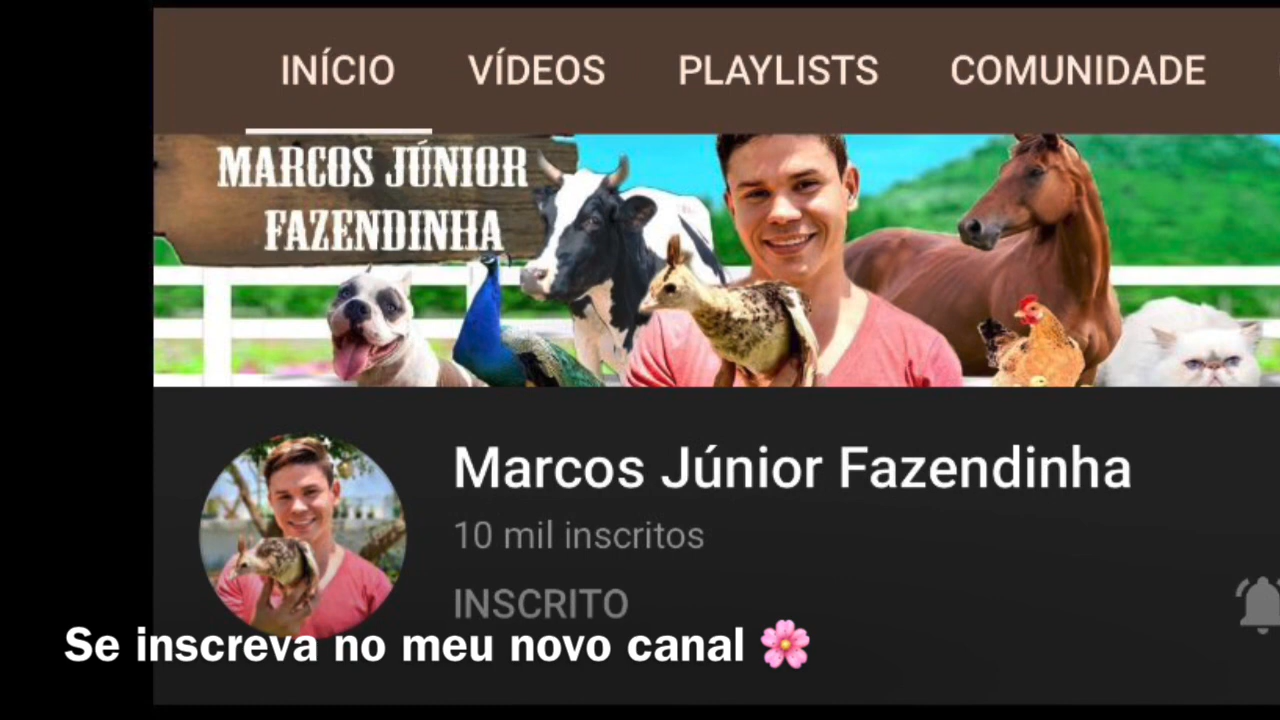 INÍCIO VÍDEOS PLAYLISTS COMUNIDADE
MARCOS JÚNIOR
FAZENDINHA
Marcos Júnior Fazendinha
10 mil inscritos
INSCRITO
Se inscreva no meu novo canal 🌸